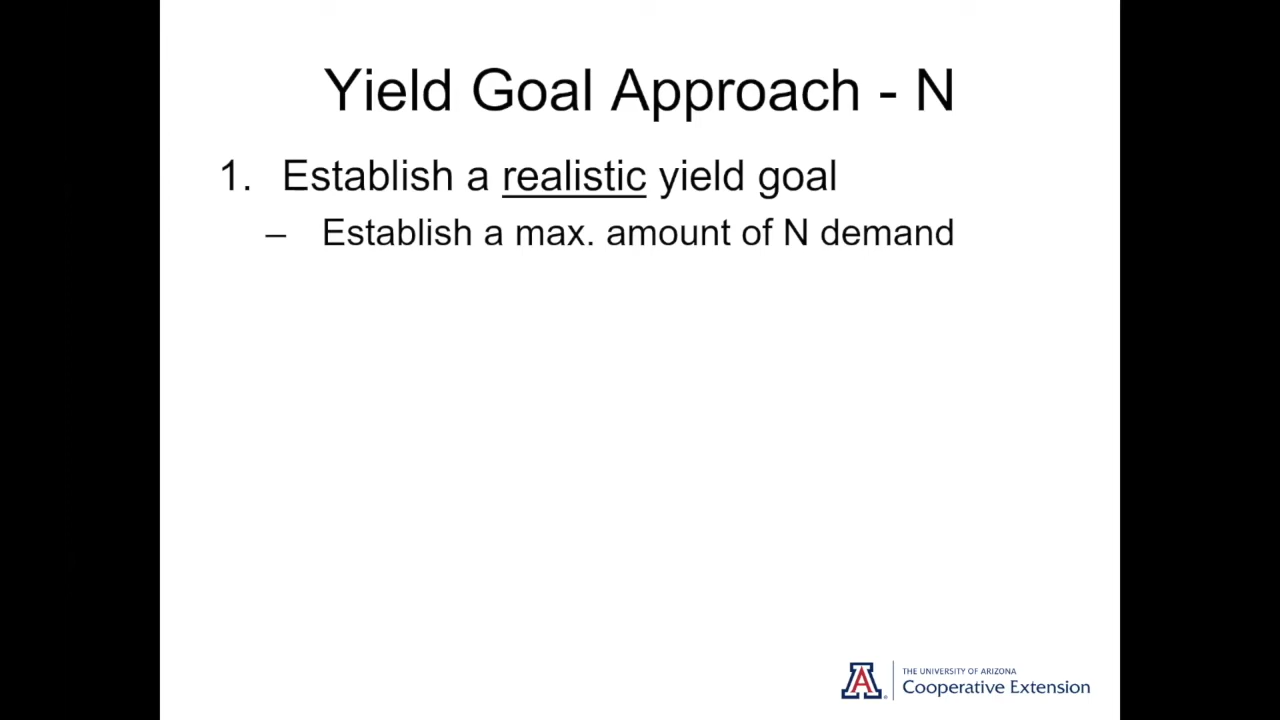 Yield Goal Approach - N
1. Establish a realistic yield goal
– Establish a max. amount of N demand
THE UNIVERSITY OF ARIZONA
Cooperative Extension